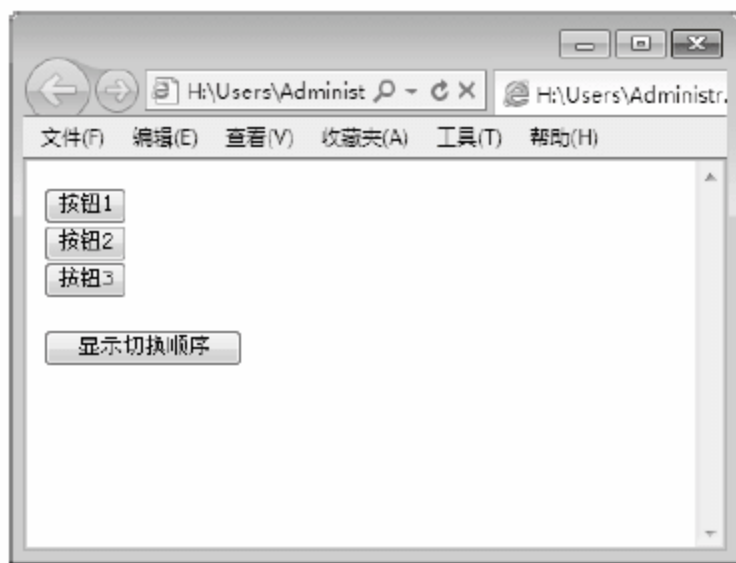 H:\Users\Administ
H:\Users\Administr.
文件(F) 编辑(E) 查看(V) 收藏夹(A) 工具(T) 帮助(H)
按钮1
按钮2
按钮3
显示切换顺序